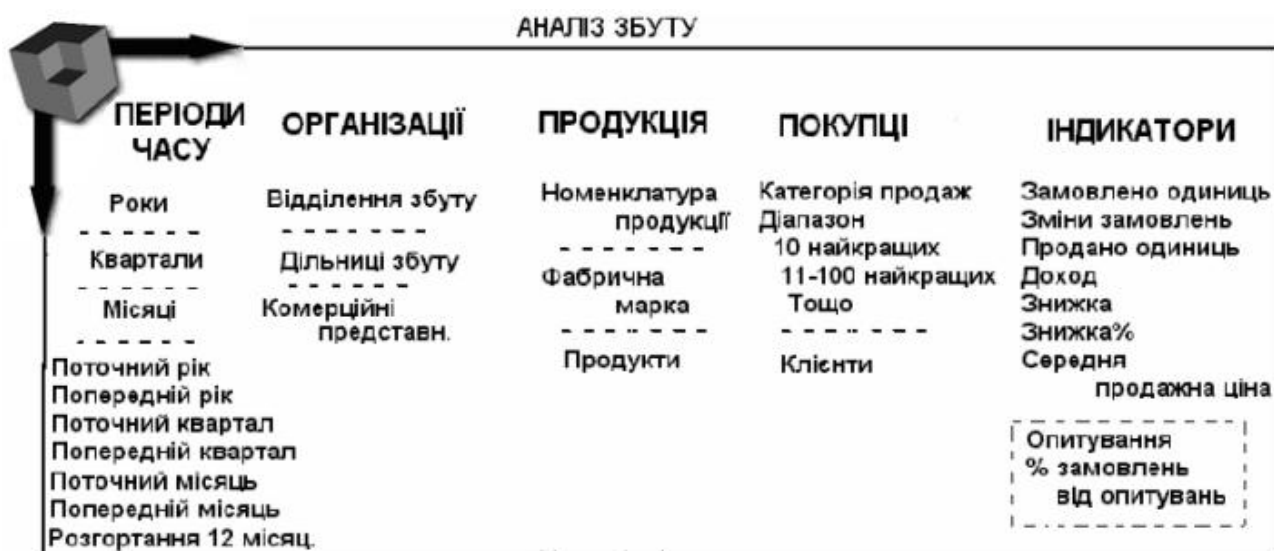 АНАЛІЗ ЗБУТУ
ПЕРІОДИ
ЧАСУ
Роки
Квартали
Місяці
Поточний рік
Попередній рік
Поточний квартал
Попередній квартал
Поточний місяць
Попередній місяць
Розгортання 12 місяц.
ОРГАНІЗАЦІЇ
Відділення збуту
Дільниці збуту
Комерційні
представн.
ПРОДУКЦІЯ
Номенклатура
продукції
Фабрична
марка
Продукти
ПОКУПЦІ
Категорія продаж
Діапазон
10 найкращих
11-100 найкращих
Тощо
Клієнти
ІНДИКАТОРИ
Замовлено одиниць
Зміни замовлень
Продано одиниць
Доход
Знижка
Знижка%
Середня
продажна ціна
Опитування
% замовлень
від опитувань